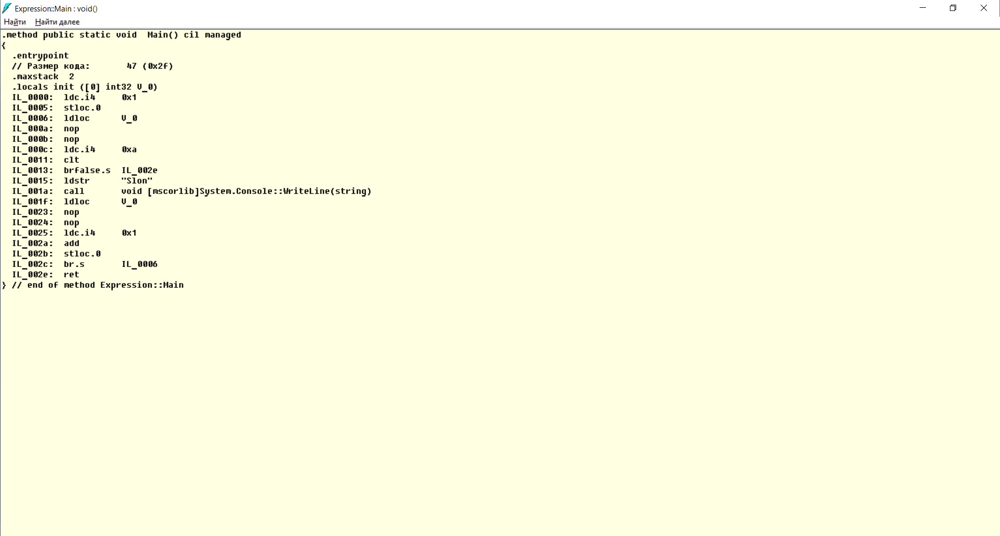 Expression::Main : void()
Найти Найти далее
.method public static void  Main() cil managed
{
  .entrypoint
  // Размер кода:       47 (0x2f)
  .maxstack  2
  .locals init ([0] int32 V_0)
  IL_0000:  ldc.i4     0x1
  IL_0005:  stloc.0
  IL_0006:  ldloc      V_0
  IL_000a:  nop
  IL_000b:  nop
  IL_000c:  ldc.i4     0xa
  IL_0011:  clt
  IL_0013:  brfalse.s  IL_002e
  IL_0015:  ldstr      "Slon"
  IL_001a:  call       void [mscorlib]System.Console::WriteLine(string)
  IL_001f:  ldloc      V_0
  IL_0023:  nop
  IL_0024:  nop
  IL_0025:  ldc.i4     0x1
  IL_002a:  add
  IL_002b:  stloc.0
  IL_002c:  br.s       IL_0006
  IL_002e:  ret
} // end of method Expression::Main